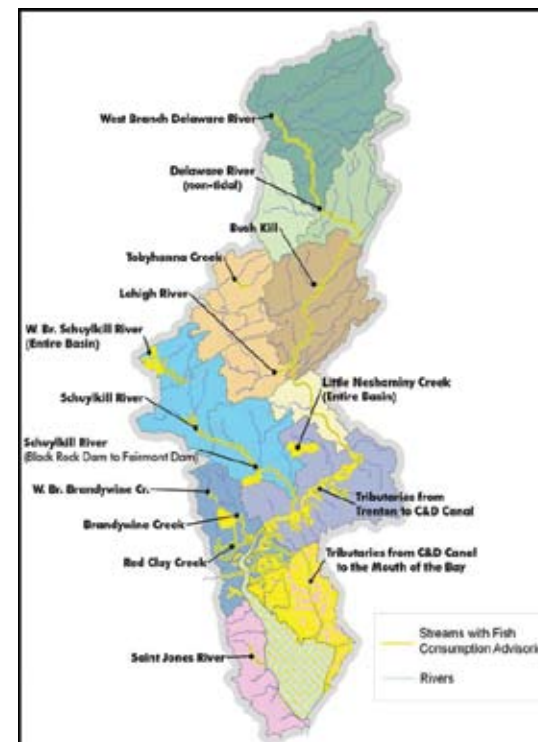 West Branch Delaware River
Delaware River
(non-tidal)
Bush Kill
Tobyhanna Creek
Lehigh River
W. Br. Schuylkill River
(Entire Basin)
Little Neshaminy Creek
(Entire Basin)
Schuylkill River
Schuylkill River
(Black Rock Dam to Fairmont Dam)
W. Br. Brandywine Cr.
Tributaries from
Trenton to C&D Canal
Brandywine Creek
Red Clay Creek
Tributaries from C&D Canal
to the Mouth of the Bay
Saint Jones River
Streams with Fish
Consumption Advisorie
Rivers